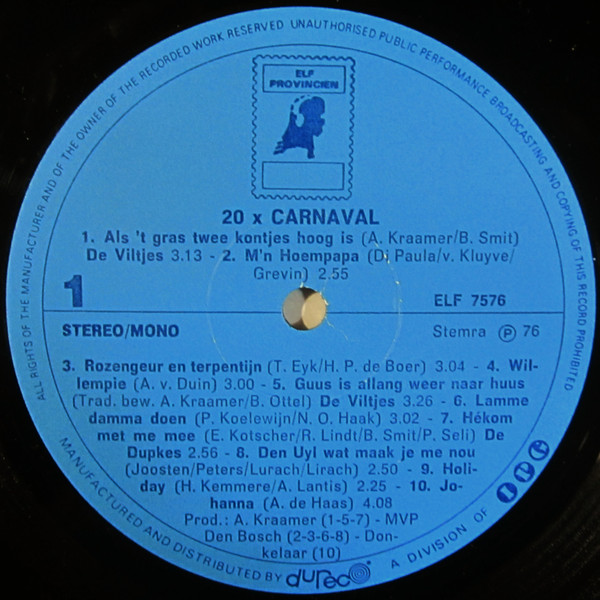 ALL RIGHTS OF THE MANUFACTURER AND OF THE OWNER OF THE RECORDED WORK RESERVED UNAUTHORISED PUBLIC PERFORMANCE BROADCASTING AND COPYING OF THIS RECORD PROHIBITED
ELF
PROVINCIEN
20 x CARNAVAL
1. Als 't gras twee kontjes hoog is (A. Kraamer/B. Smit)
De Viltjes 3.13 - 2. M'n Hoempapa (Di Paula/v. Kluyve/
Grevin) 2.55
1
ELF 7576
STEREO/MONO
Stemra ℗ 76
3. Rozengeur en terpentijn (T. Eyk/H. P. de Boer) 3.04 - 4. Wil-
lempie (A. v. Duin) 3.00 - 5. Guus is allang weer naar huus
(Trad. bew. A. Kraamer/B. Ottel) De Viltjes 3.26 - 6. Lamme
damma doen (P. Koelewijn/N. O. Haak) 3.02 - 7. Hékom
met me mee (E. Kotscher/R. Lindt/B. Smit/P. Seli) De
Dupkes 2.56 - 8. Den Uyl wat maak je me nou
(Joosten/Peters/Lurach/Lirach) 2.50 - 9. Holi-
day (H. Kemmere/A. Lantis) 2.25 - 10. Jo-
hanna (A. de Haas) 4.08
Prod.: A. Kraamer (1-5-7) - MVP
Den Bosch (2-3-6-8) - Don-
kelaar (10)
MANUFACTURED AND DISTRIBUTED BY dureco A DIVISION OF